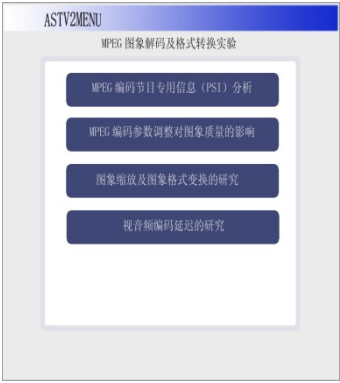 ASTV2MENU
MPEG 图象解码及格式转换实验
MPEG 编码节目专用信息（PSI）分析
MPEG 编码参数调整对图象质量的影响
图象缩放及图象格式变换的研究
视音频编码延迟的研究